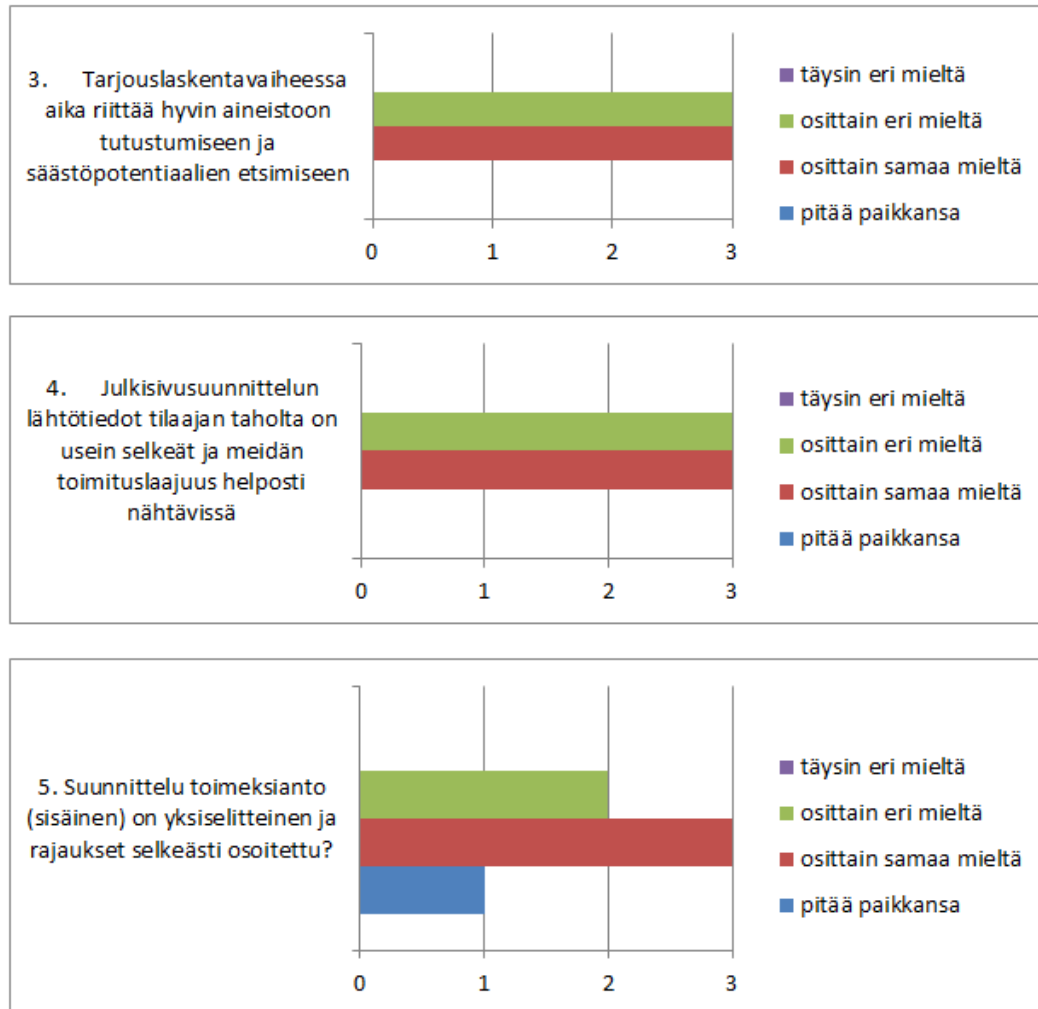 3. Tarjouslaskentavaiheessa
aika riittää hyvin aineistoon
tutustumiseen ja
säästöpotentiaalien etsimiseen
täysin eri mieltä
osittain eri mieltä
osittain samaa mieltä
pitää paikkansa
0 1 2 3
4. Julkisivusuunnittelun
lähtötiedot tilaajan taholta on
usein selkeät ja meidän
toimituslaajuus helposti
nähtävissä
täysin eri mieltä
osittain eri mieltä
osittain samaa mieltä
pitää paikkansa
0 1 2 3
5. Suunnittelu toimeksianto
(sisäinen) on yksiselitteinen ja
rajaukset selkeästi osoitettu?
täysin eri mieltä
osittain eri mieltä
osittain samaa mieltä
pitää paikkansa
0 1 2 3